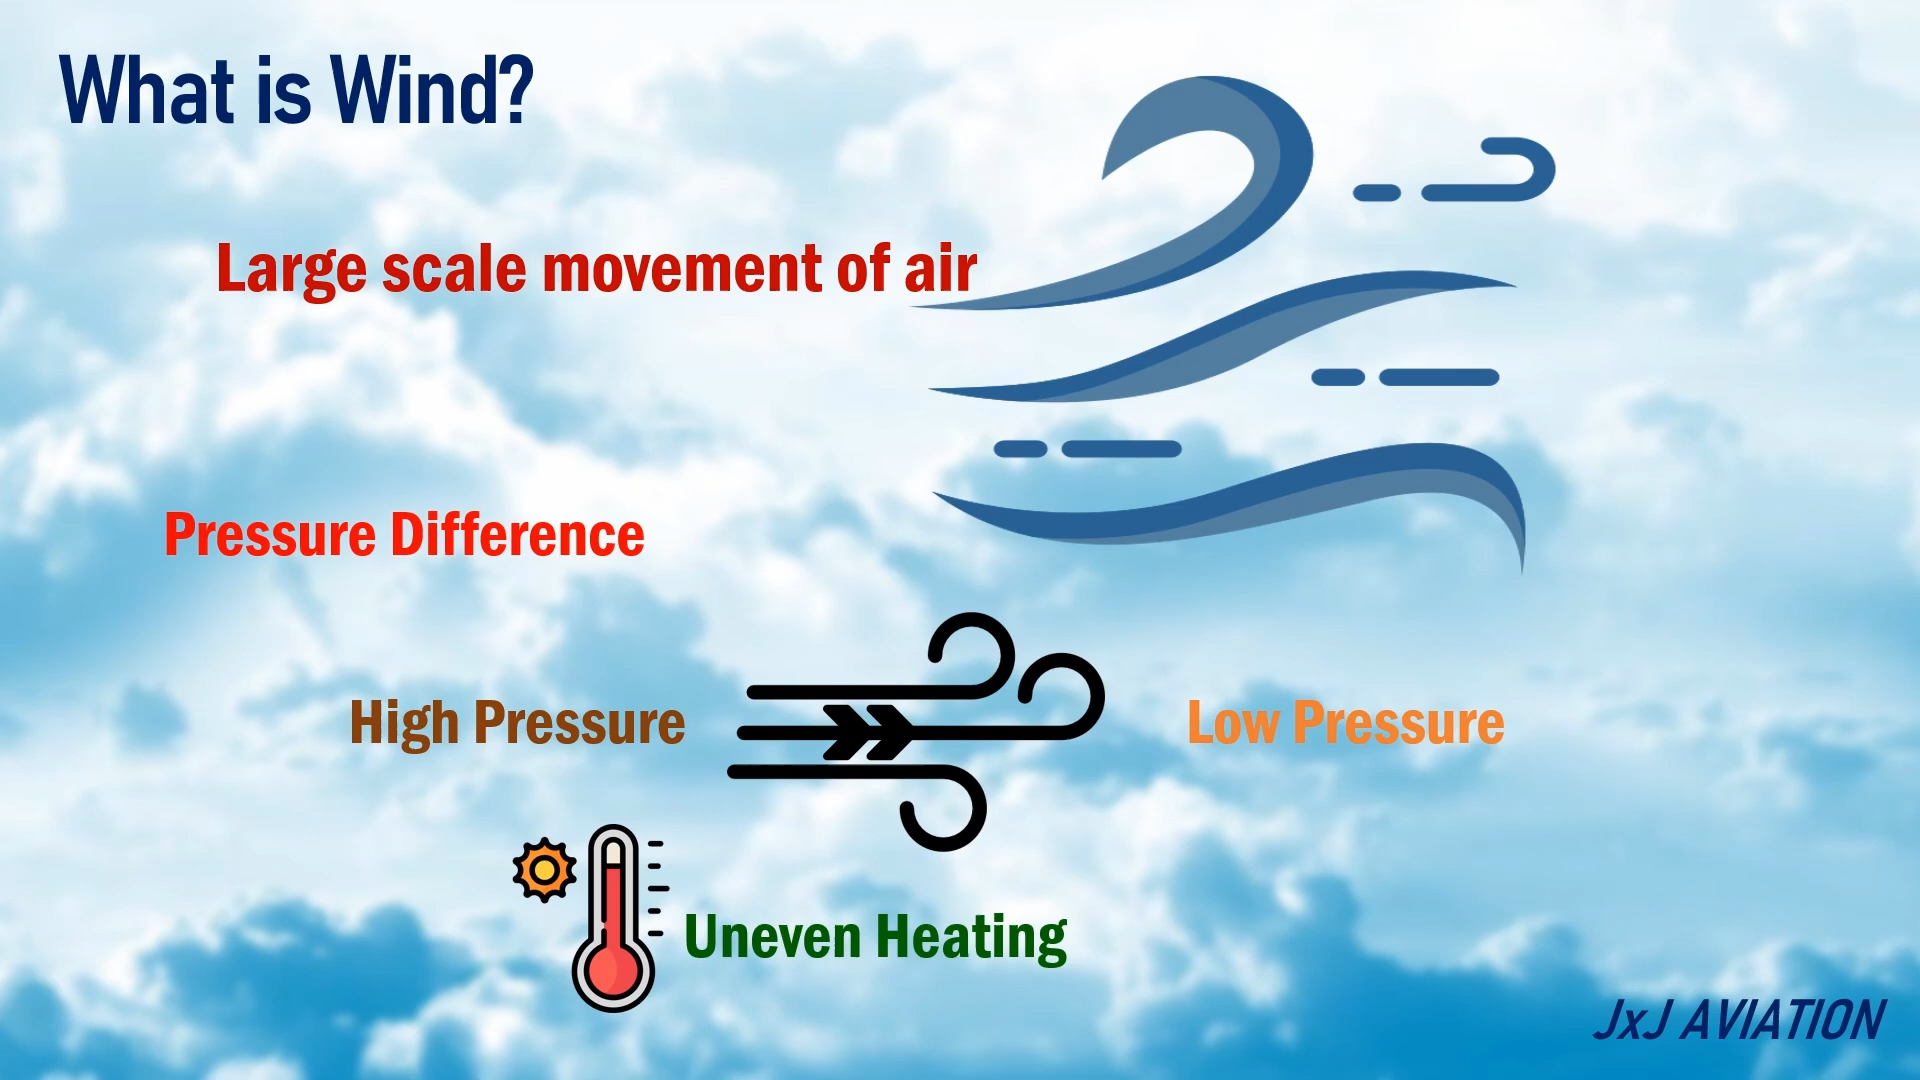 What is Wind?
Large scale movement of air
Pressure Difference
High Pressure
Low Pressure
Uneven Heating
JxJ AVIATION